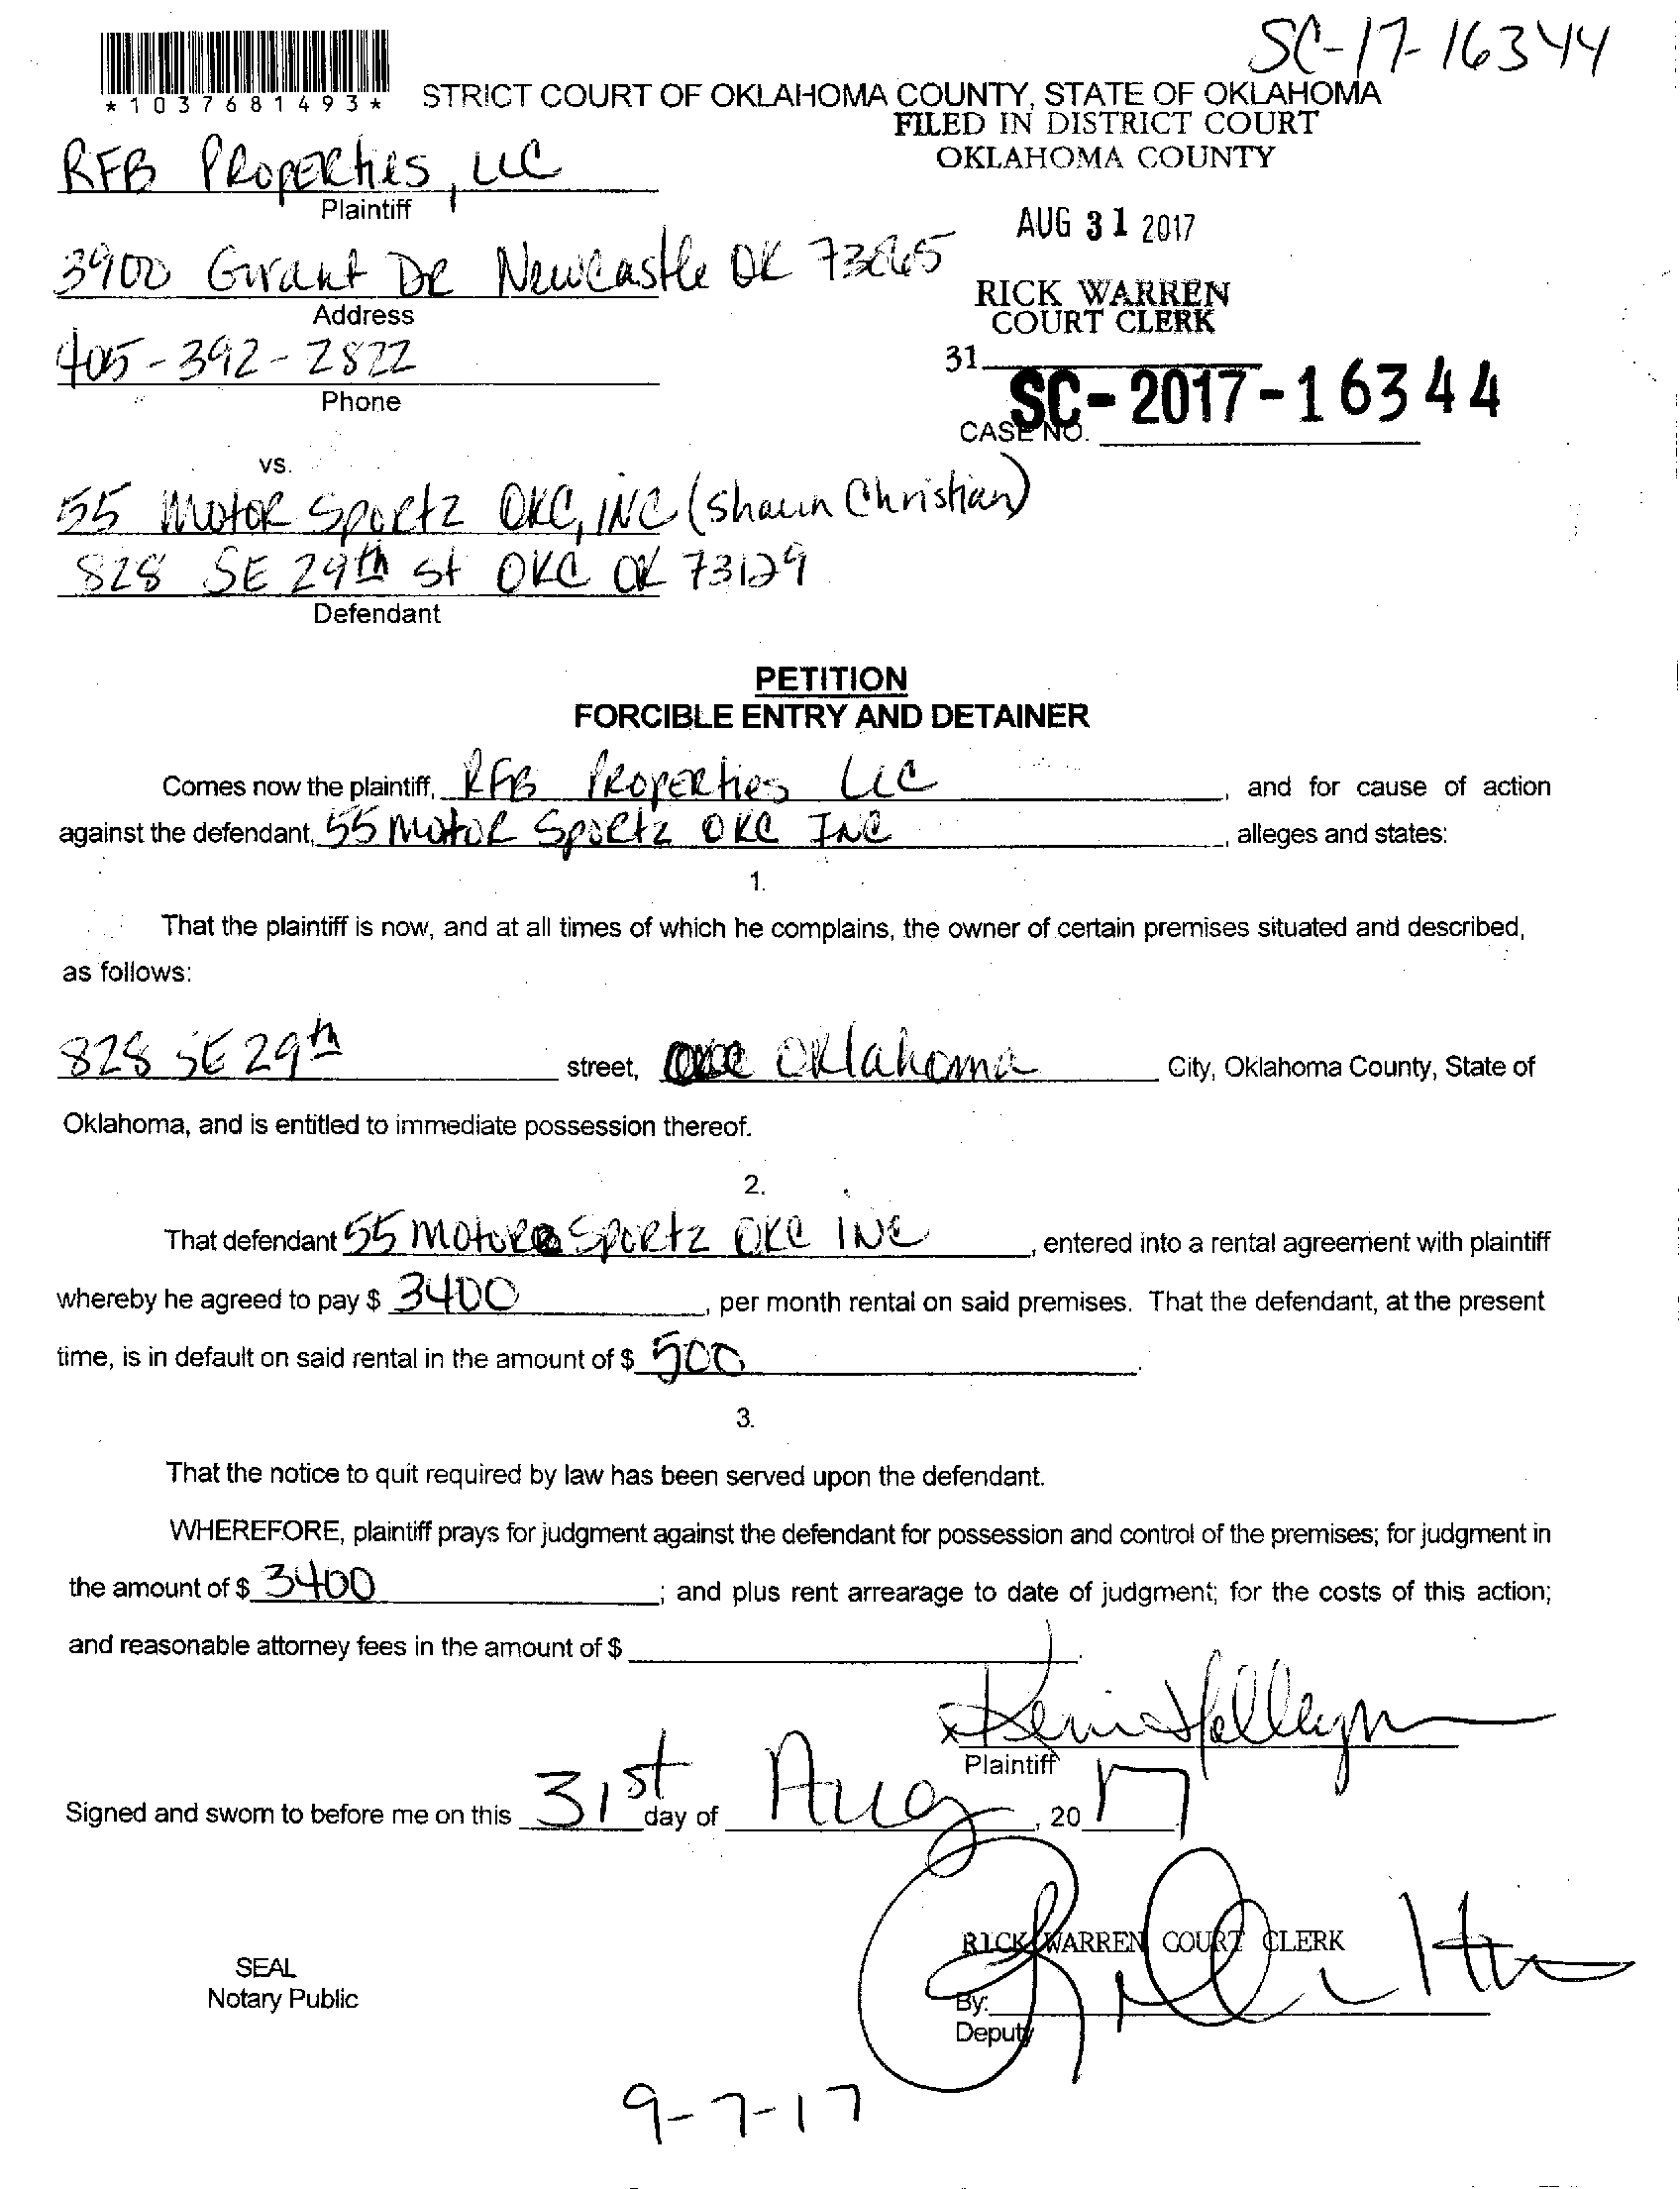 SC-17-16344
*1037681493*
STRICT COURT OF OKLAHOMA COUNTY, STATE OF OKLAHOMA
FILED IN DISTRICT COURT
OKLAHOMA COUNTY
RFB Properties, LLC
Plaintiff
AUG 31 2017
3900 Grant DR Newcastle OK 73065
Address
RICK WARREN
COURT CLERK
405-392-2822
Phone
31
SC-2017-16344
CASE NO.
vs.
55 Motor Sportz OKC, INC (Shaun Christian)
828 SE 29th St OKC OK 73129
Defendant
PETITION
FORCIBLE ENTRY AND DETAINER
Comes now the plaintiff, RFB Properties LLC, and for cause of action
against the defendant, 55 Motor Sportz OKC INC, alleges and states:
1.
That the plaintiff is now, and at all times of which he complains, the owner of certain premises situated and described,
as follows:
828 SE 29th street, Oklahoma City, Oklahoma County, State of
Oklahoma, and is entitled to immediate possession thereof.
2.
That defendant 55 Motor Sportz OKC INC, entered into a rental agreement with plaintiff
whereby he agreed to pay $ 3400, per month rental on said premises. That the defendant, at the present
time, is in default on said rental in the amount of $ 500.
3.
That the notice to quit required by law has been served upon the defendant.
WHEREFORE, plaintiff prays for judgment against the defendant for possession and control of the premises; for judgment in
the amount of $ 3400; and plus rent arrearage to date of judgment; for the costs of this action;
and reasonable attorney fees in the amount of $
Plaintiff
Signed and sworn to before me on this 31st day of Aug, 2017
RICK WARREN COURT CLERK
SEAL
Notary Public
By:
Deputy
9-7-17